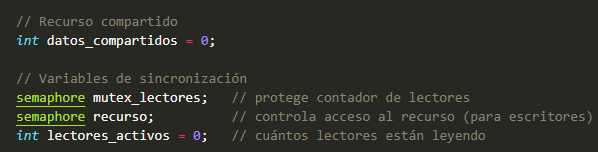 // Recurso compartido
int datos_compartidos = 0;
// Variables de sincronización
semaphore mutex_lectores;   // protege contador de lectores
semaphore recurso;          // controla acceso al recurso (para escritores)
int lectores_activos = 0;   // cuántos lectores están leyendo